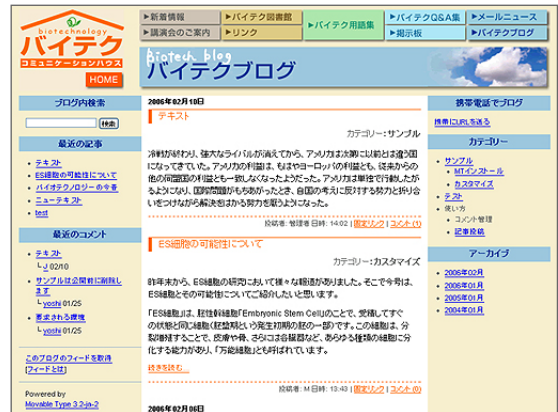 biotechnology
バイテク
コミュニケーションハウス
HOME
▶新着情報
▶バイテク図書館
▶バイテク用語集
▶バイテクQ&A集
▶メールニュース
▶講演会のご案内
▶リンク
▶掲示板
▶バイテクブログ
Biotech blog
バイテクブログ
ブログ内検索
検索
最近の記事
・テキスト
・ES細胞の可能性について
・バイオテクノロジーの今昔
・ニューテキスト
・test
最近のコメント
・テキスト
└ J 02/10
・サンプルは公開前に削除し
ます
└ yoshi 01/25
・要求される環境
└ yoshi 01/25
このブログのフィードを取得
[フィードとは]
Powered by
Movable Type 3.2-ja-2
2006年02月10日
テキスト
カテゴリー:サンプル
冷戦が終わり、強大なライバルが消えてから、アメリカは次第に以前とは違う国
になってきていた。アメリカの利益は、もはやヨーロッパの利益とも、従来からの
他の同盟国の利益とも一致しなくなったようだった。アメリカは単独で行動したが
るようになり、国際問題がもちあがったとき、自国の考えに反対する勢力と折り合
いをつけながら解決をはかる努力を厭うようになった。
投稿者: 管理者 日時: 14:02 | 固定リンク | コメント (1)
ES細胞の可能性について
カテゴリー:カスタマイズ
昨年末から、ES細胞の研究において様々な報道がありました。そこで今号は、
ES細胞とその可能性についてご紹介したいと思います。
「ES細胞」は、胚性幹細胞「Embryonic Stem Cell」のことで、受精してすぐ
の状態と同じ細胞(胚盤期という発生初期の胚の一部)です。この細胞は、分
裂増殖することで、皮膚や骨、さらには各臓器など、あらゆる種類の細胞に分
化する能力があり、「万能細胞」とも呼ばれています。
続きを読む...
投稿者: M 日時: 13:43 | 固定リンク | コメント (0)
2006年02月06日
携帯電話でブログ
携帯にURLを送る
カテゴリー
・サンプル
・MTインストール
・カスタマイズ
・テスト
・使い方
・コメント管理
・記事投稿
アーカイブ
・2006年02月
・2006年01月
・2005年01月
・2004年01月